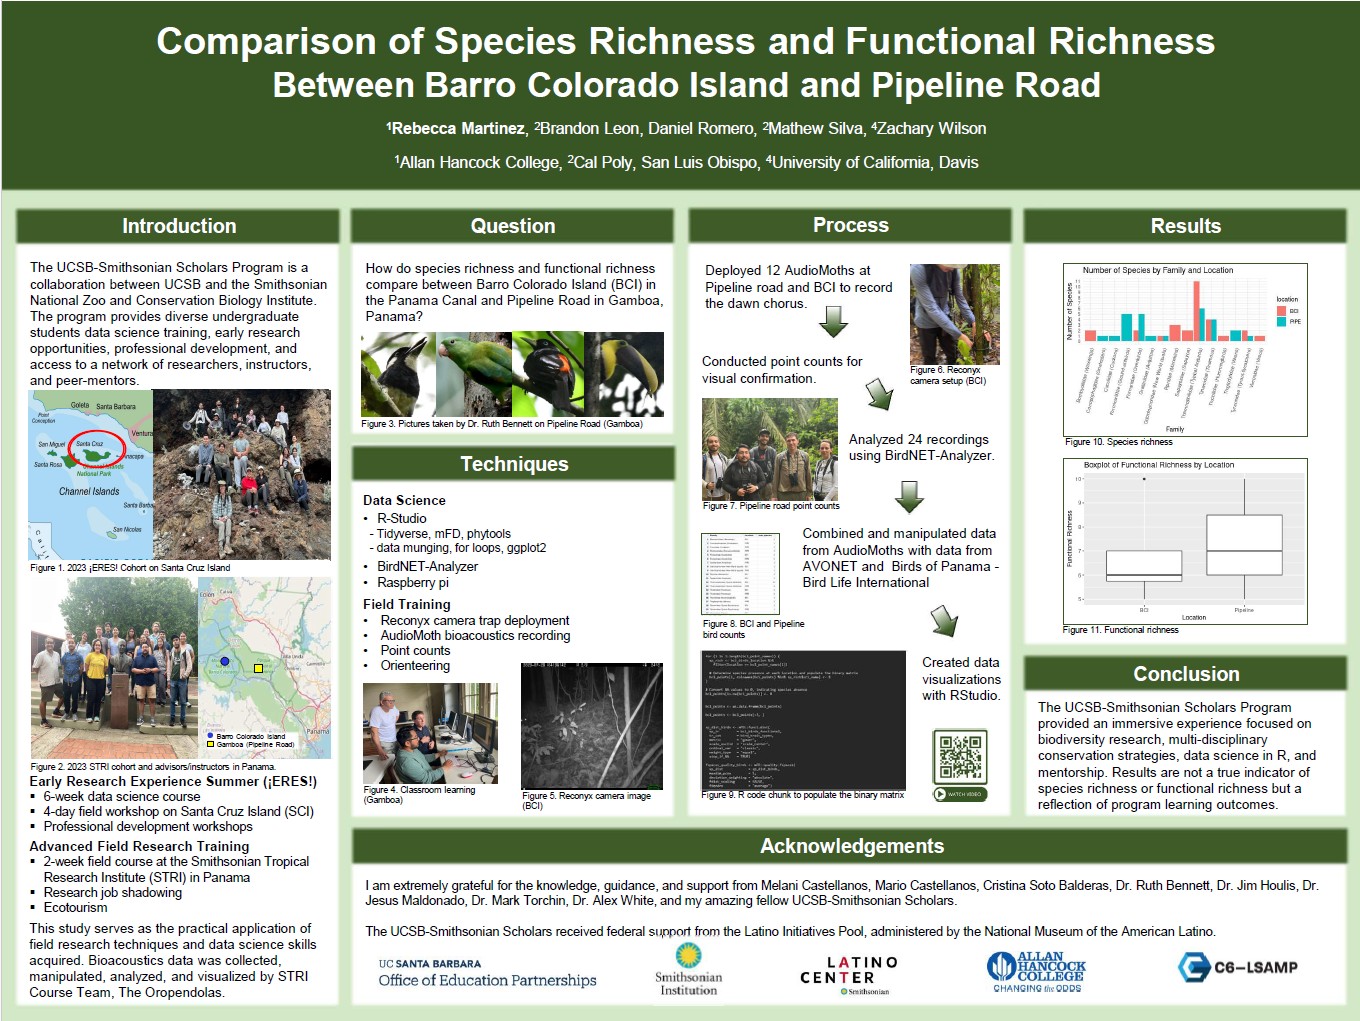 Comparison of Species Richness and Functional Richness
Between Barro Colorado Island and Pipeline Road
¹Rebecca Martinez, ²Brandon Leon, Daniel Romero, ²Mathew Silva, ⁴Zachary Wilson
¹Allan Hancock College, ²Cal Poly, San Luis Obispo, ⁴University of California, Davis
Introduction
The UCSB-Smithsonian Scholars Program is a
collaboration between UCSB and the Smithsonian
National Zoo and Conservation Biology Institute.
The program provides diverse undergraduate
students data science training, early research
opportunities, professional development, and
access to a network of researchers, instructors,
and peer-mentors.
Goleta Santa Barbara
Point
Conception
Ventura
San Miguel
Santa Cruz
Santa Rosa
Anacapa
Channel Islands
National Park
Channel Islands
Santa Barba
San Nicolas
Figure 1. 2023 ¡ERES! Cohort on Santa Cruz Island
Colón
Panamá
Barro Colorado Island
Gamboa (Pipeline Road)
Figure 2. 2023 STRI cohort and advisors/instructors in Panama.
Early Research Experience Summer (¡ERES!)
▪ 6-week data science course
▪ 4-day field workshop on Santa Cruz Island (SCI)
▪ Professional development workshops
Advanced Field Research Training
▪ 2-week field course at the Smithsonian Tropical
Research Institute (STRI) in Panama
▪ Research job shadowing
▪ Ecotourism
This study serves as the practical application of
field research techniques and data science skills
acquired. Bioacoustics data was collected,
manipulated, analyzed, and visualized by STRI
Course Team, The Oropendolas.
Question
How do species richness and functional richness
compare between Barro Colorado Island (BCI) in
the Panama Canal and Pipeline Road in Gamboa,
Panama?
Figure 3. Pictures taken by Dr. Ruth Bennett on Pipeline Road (Gamboa)
Techniques
Data Science
• R-Studio
- Tidyverse, mFD, phytools
- data munging, for loops, ggplot2
• BirdNET-Analyzer
• Raspberry pi
Field Training
• Reconyx camera trap deployment
• AudioMoth bioacoustics recording
• Point counts
• Orienteering
Figure 4. Classroom learning
(Gamboa)
Figure 5. Reconyx camera image
(BCI)
Process
Deployed 12 AudioMoths at
Pipeline road and BCI to record
the dawn chorus.
Figure 6. Reconyx
camera setup (BCI)
Conducted point counts for
visual confirmation.
Figure 7. Pipeline road point counts
Analyzed 24 recordings
using BirdNET-Analyzer.
Combined and manipulated data
from AudioMoths with data from
AVONET and Birds of Panama -
Bird Life International
Figure 8. BCI and Pipeline
bird counts
Created data
visualizations
with RStudio.
WATCH VIDEO
Figure 9. R code chunk to populate the binary matrix
Results
Number of Species by Family and Location
Number of Species
location
BCI
PIPE
Family
Figure 10. Species richness
Boxplot of Functional Richness by Location
Functional Richness
10
9
8
7
6
5
BCI Pipeline
Location
Figure 11. Functional richness
Conclusion
The UCSB-Smithsonian Scholars Program
provided an immersive experience focused on
biodiversity research, multi-disciplinary
conservation strategies, data science in R, and
mentorship. Results are not a true indicator of
species richness or functional richness but a
reflection of program learning outcomes.
Acknowledgements
I am extremely grateful for the knowledge, guidance, and support from Melani Castellanos, Mario Castellanos, Cristina Soto Balderas, Dr. Ruth Bennett, Dr. Jim Houlis, Dr.
Jesus Maldonado, Dr. Mark Torchin, Dr. Alex White, and my amazing fellow UCSB-Smithsonian Scholars.
The UCSB-Smithsonian Scholars received federal support from the Latino Initiatives Pool, administered by the National Museum of the American Latino.
UC SANTA BARBARA
Office of Education Partnerships
Smithsonian
Institution
LATINO
CENTER
Smithsonian
ALLAN
HANCOCK
COLLEGE
CHANGING the ODDS
C6–LSAMP